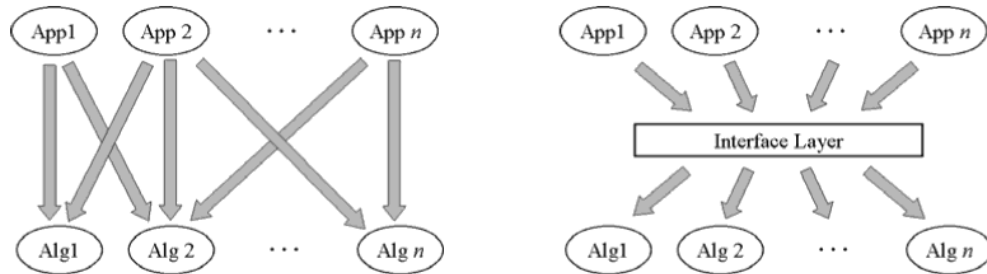 App1 App 2 ··· App n App1 App 2 ··· App n
Interface Layer
Alg1 Alg 2 ··· Alg n Alg1 Alg 2 ··· Alg n